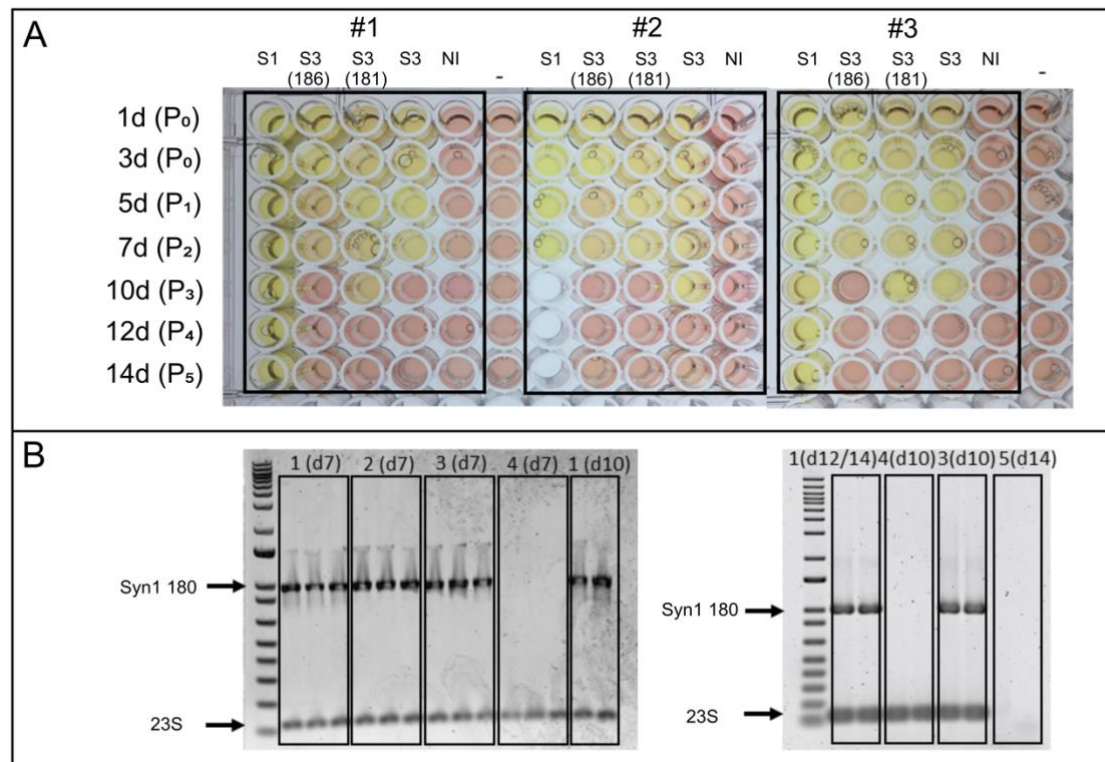 A
#1 #2 #3
S1 S3 S3 S3 NI - S1 S3 S3 S3 NI S1 S3 S3 S3 NI -
(186) (181) (186) (181) (186) (181)
1d (P₀)
3d (P₀)
5d (P₁)
7d (P₂)
10d (P₃)
12d (P₄)
14d (P₅)
B
1 (d7) 2 (d7) 3 (d7) 4 (d7) 1 (d10)
Syn1 180
23S
1(d12/14) 4(d10) 3(d10) 5(d14)
Syn1 180
23S